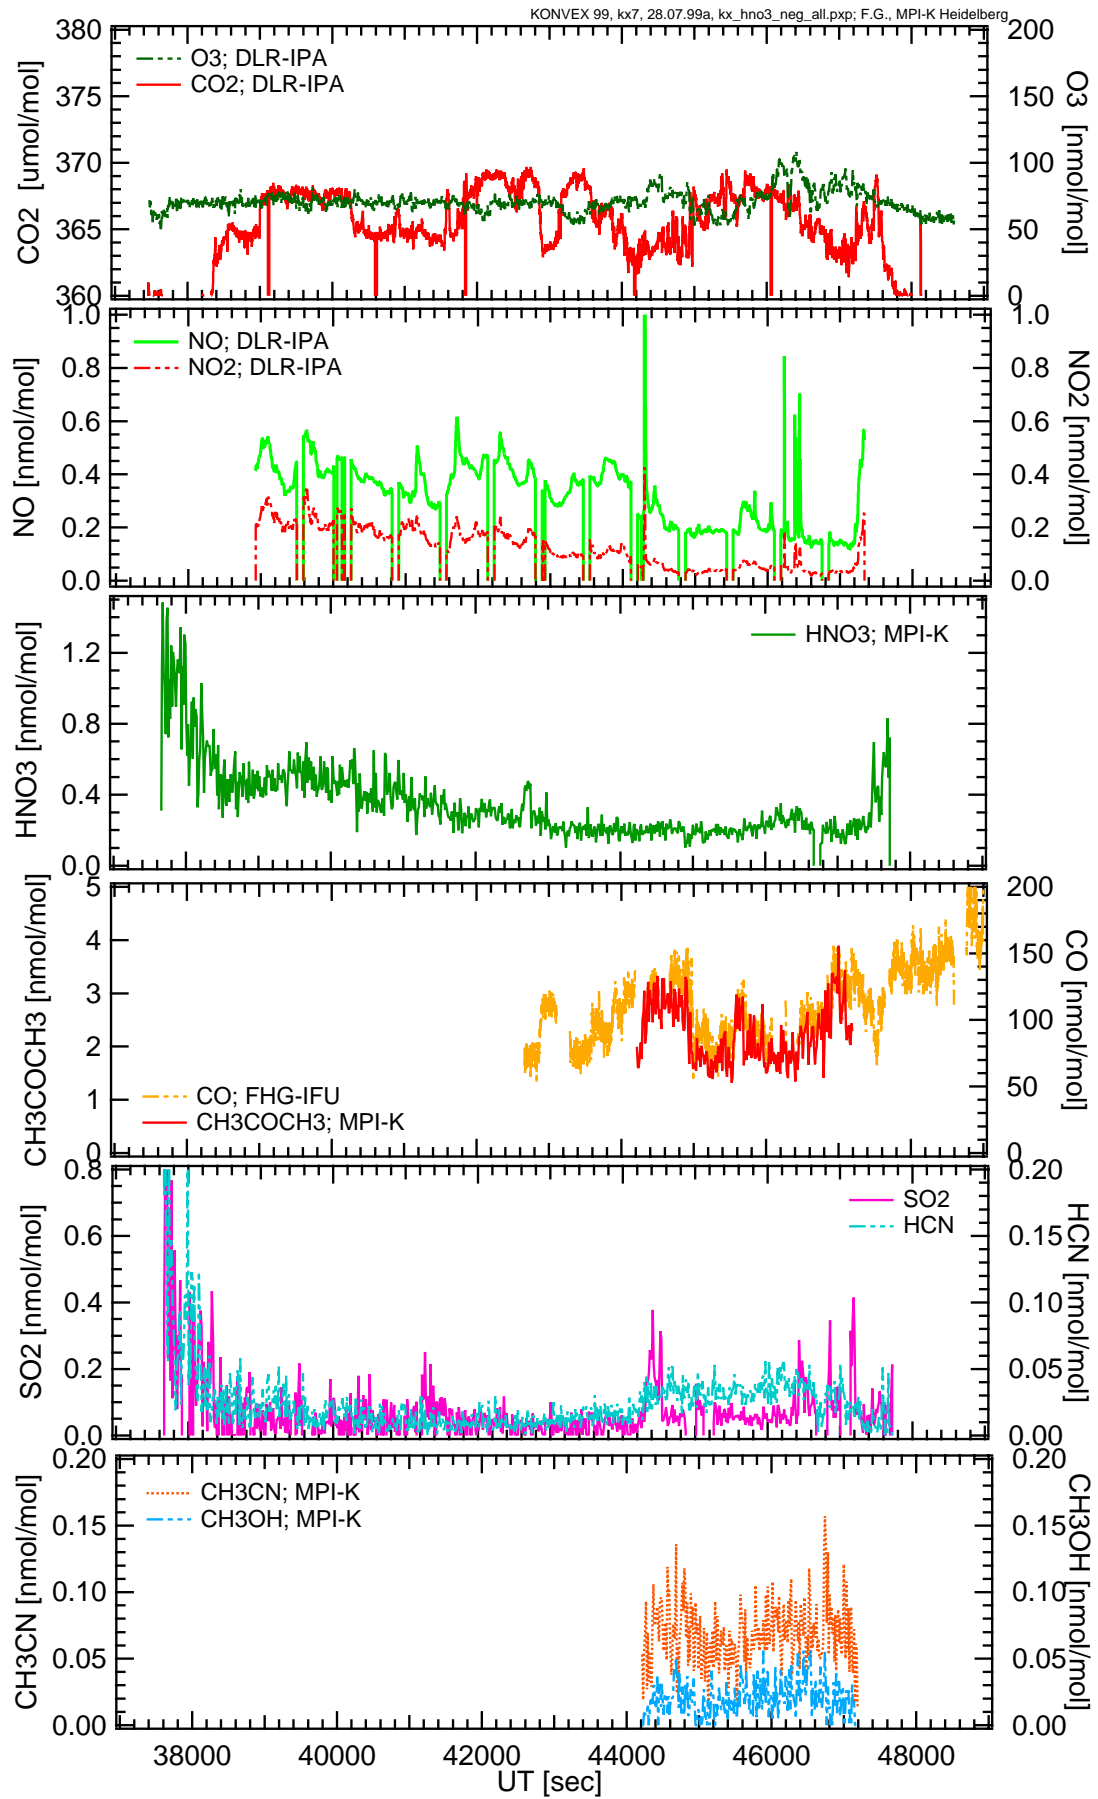 KONVEX 99, kx7, 28.07.99a, kx_hno3_neg_all.pxp; F.G., MPI-K Heidelberg
380
375
370
365
360
CO2 [umol/mol]
O3; DLR-IPA
CO2; DLR-IPA
200
150
100
50
0
O3 [nmol/mol]
1.0
0.8
0.6
0.4
0.2
0.0
NO [nmol/mol]
NO; DLR-IPA
NO2; DLR-IPA
1.0
0.8
0.6
0.4
0.2
0.0
NO2 [nmol/mol]
1.2
0.8
0.4
0.0
HNO3 [nmol/mol]
HNO3; MPI-K
5
4
3
2
1
0
CH3COCH3 [nmol/mol]
CO; FHG-IFU
CH3COCH3; MPI-K
200
150
100
50
0
CO [nmol/mol]
0.8
0.6
0.4
0.2
0.0
SO2 [nmol/mol]
SO2
HCN
0.20
0.15
0.10
0.05
0.00
HCN [nmol/mol]
0.20
0.15
0.10
0.05
0.00
CH3CN [nmol/mol]
CH3CN; MPI-K
CH3OH; MPI-K
0.20
0.15
0.10
0.05
0.00
CH3OH [nmol/mol]
38000 40000 42000 44000 46000 48000
UT [sec]